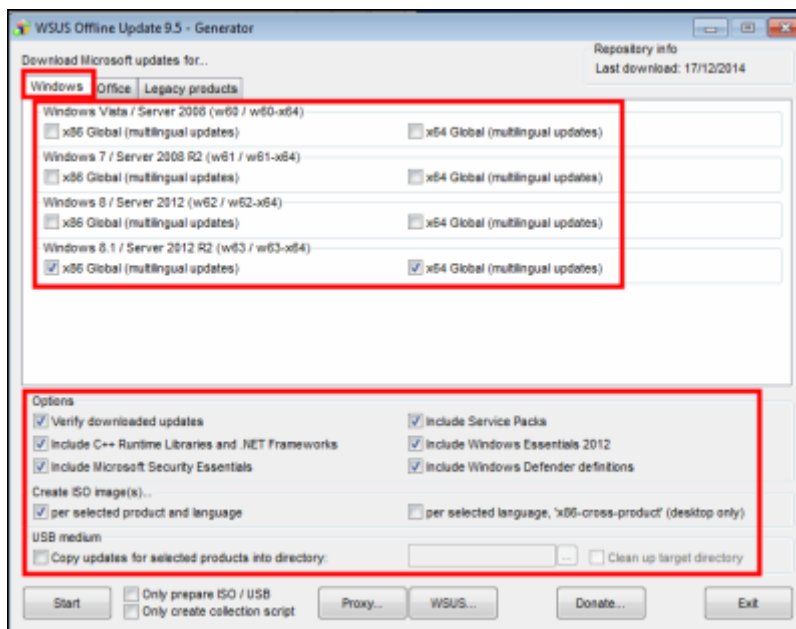 WSUS Offline Update 9.5 - Generator
Download Microsoft updates for...
Repository info
Last download: 17/12/2014
Windows Office Legacy products
Windows Vista / Server 2008 (w60 / w60-x64)
x86 Global (multilingual updates) x64 Global (multilingual updates)
Windows 7 / Server 2008 R2 (w61 / w61-x64)
x86 Global (multilingual updates) x64 Global (multilingual updates)
Windows 8 / Server 2012 (w62 / w62-x64)
x86 Global (multilingual updates) x64 Global (multilingual updates)
Windows 8.1 / Server 2012 R2 (w63 / w63-x64)
x86 Global (multilingual updates) x64 Global (multilingual updates)
Options
Verify downloaded updates Include Service Packs
Include C++ Runtime Libraries and .NET Frameworks Include Windows Essentials 2012
Include Microsoft Security Essentials Include Windows Defender definitions
Create ISO image(s)...
per selected product and language per selected language, 'x86-cross-product' (desktop only)
USB medium
Copy updates for selected products into directory: ... Clean up target directory
Start Only prepare ISO / USB Proxy... WSUS... Donate... Exit
Only create collection script